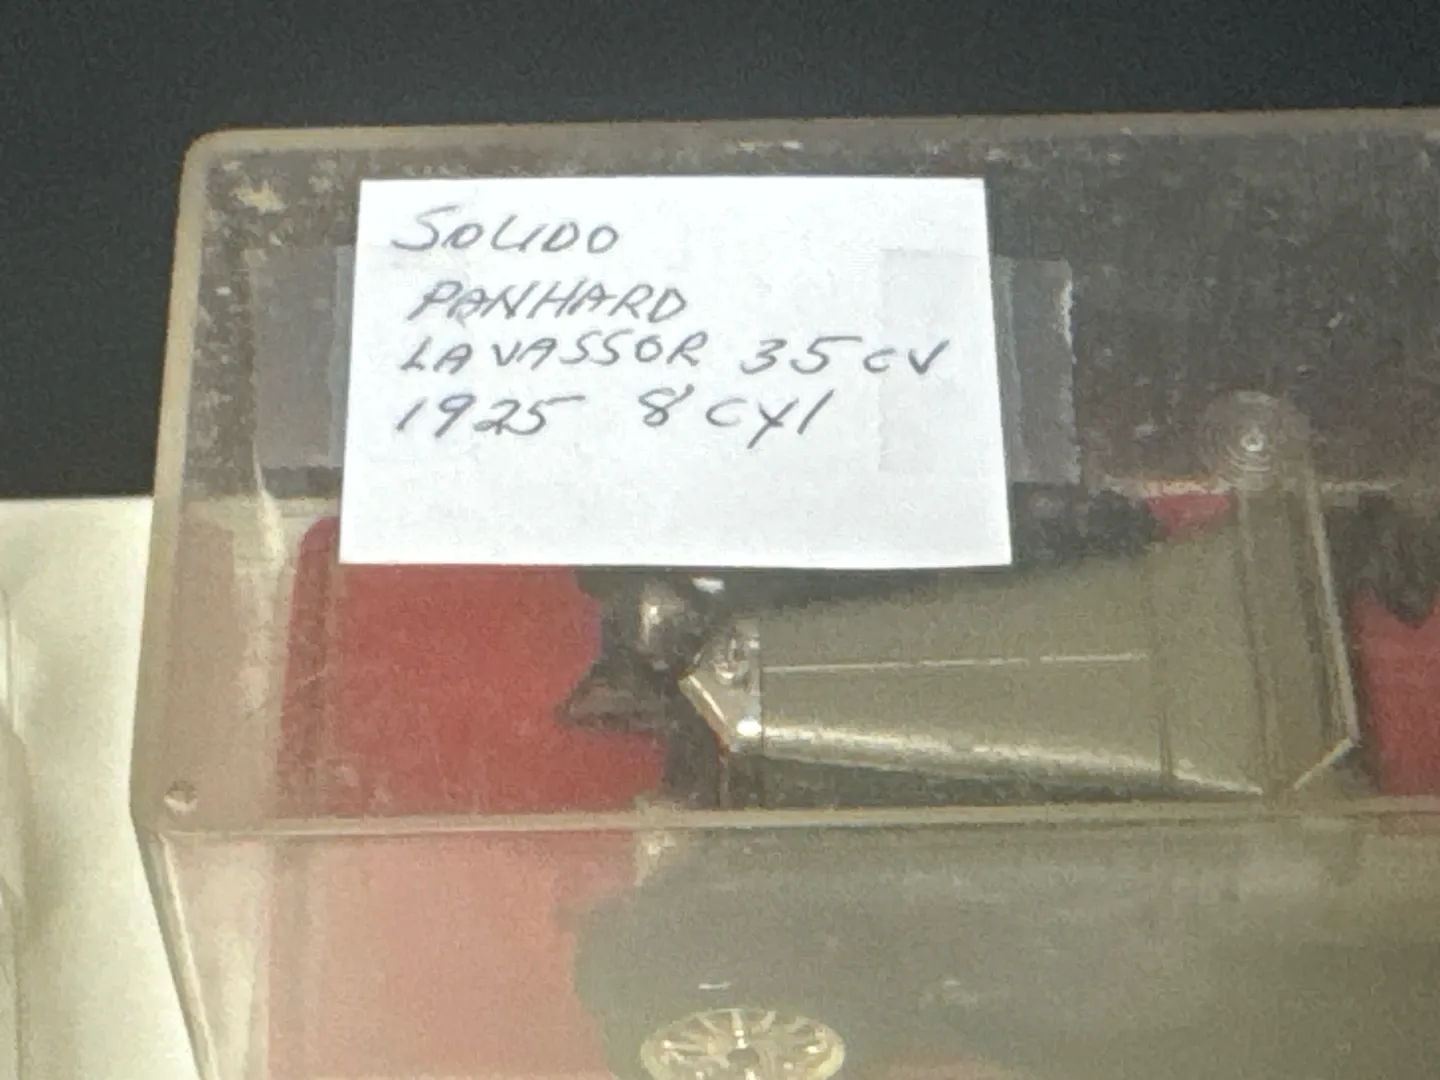 SOLIDO
PANHARD
LAVASSOR 35 CV
1925 8 CYl